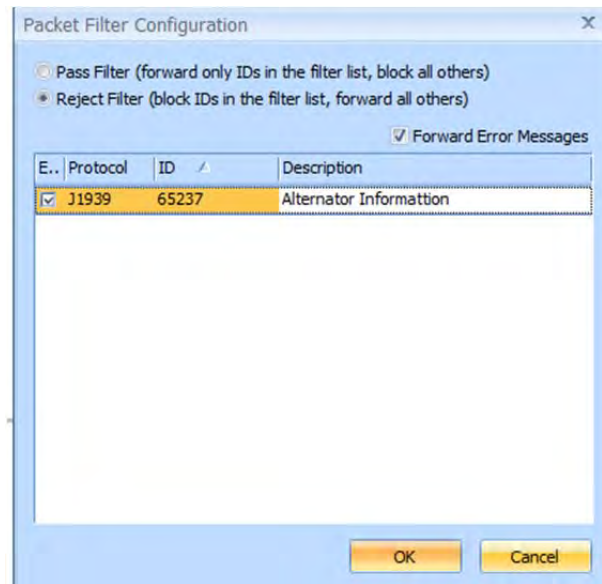 Packet Filter Configuration x
Pass Filter (forward only IDs in the filter list, block all others)
Reject Filter (block IDs in the filter list, forward all others)
Forward Error Messages
E.. Protocol ID Description
J1939 65237 Alternator Informattion
OK Cancel